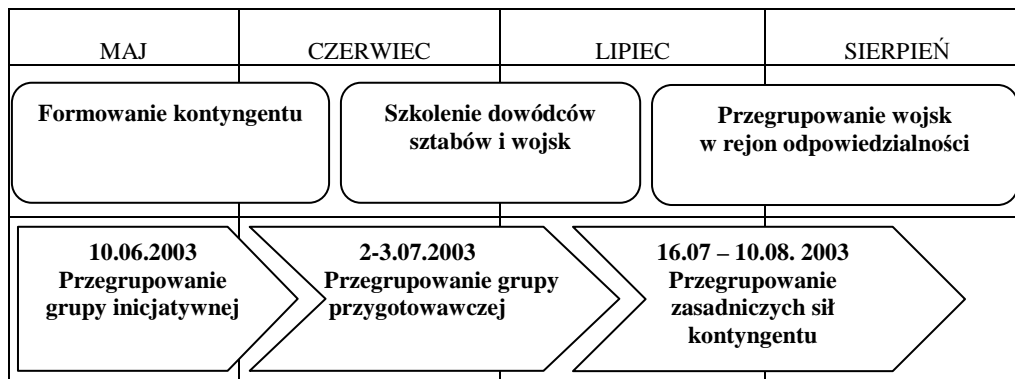 MAJ CZERWIEC LIPIEC SIERPIEŃ
Formowanie kontyngentu
Szkolenie dowódców
sztabów i wojsk
Przegrupowanie wojsk
w rejon odpowiedzialności
10.06.2003
Przegrupowanie
grupy inicjatywnej
2-3.07.2003
Przegrupowanie grupy
przygotowawczej
16.07 – 10.08. 2003
Przegrupowanie
zasadniczych sił
kontyngentu